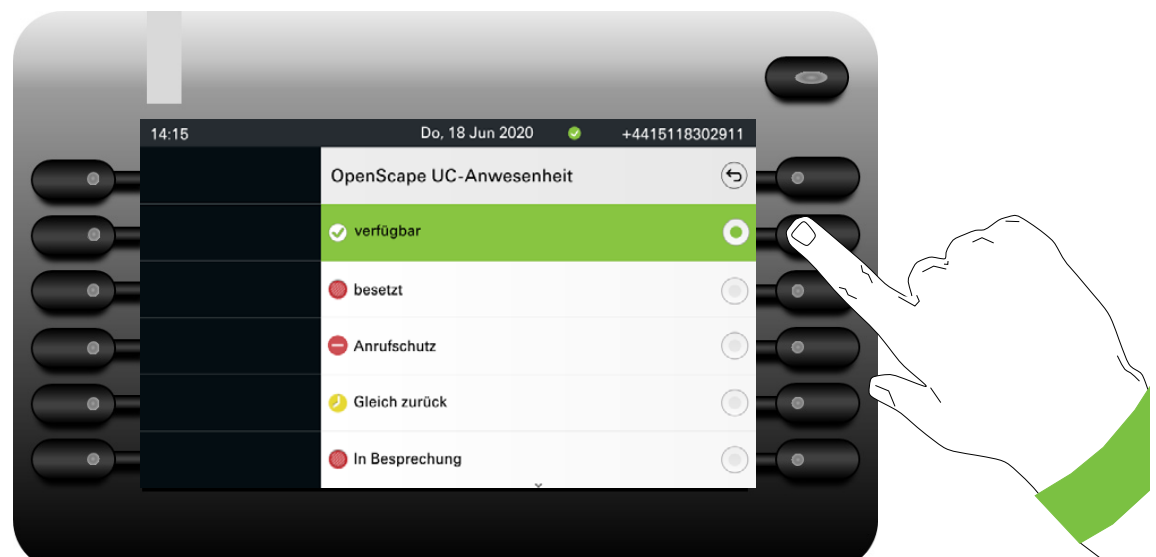 14:15 Do, 18 Jun 2020 +4415118302911
OpenScape UC-Anwesenheit
verfügbar
besetzt
Anrufschutz
Gleich zurück
In Besprechung